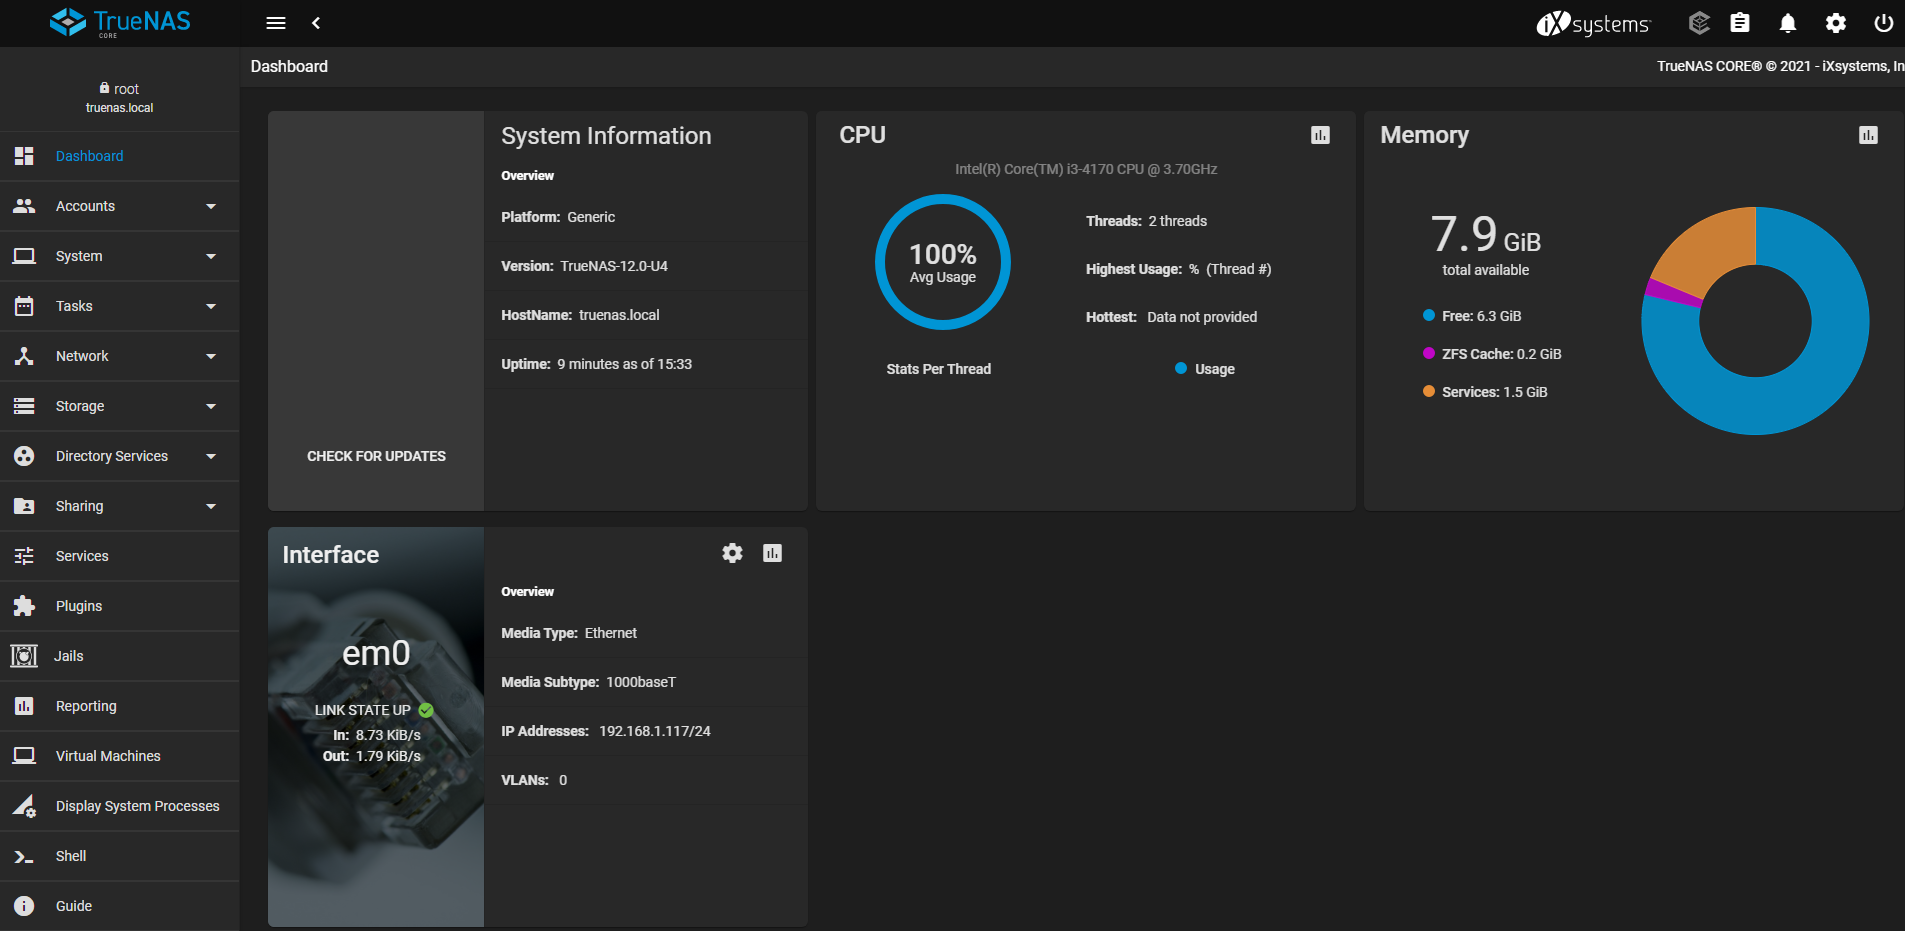 TrueNAS
CORE
iXsystems
Dashboard
TrueNAS CORE® © 2021 - iXsystems, In
root
truenas.local
Dashboard
Accounts
System
Tasks
Network
Storage
Directory Services
Sharing
Services
Plugins
Jails
Reporting
Virtual Machines
Display System Processes
Shell
Guide
CHECK FOR UPDATES
System Information
Overview
Platform: Generic
Version: TrueNAS-12.0-U4
HostName: truenas.local
Uptime: 9 minutes as of 15:33
CPU
Intel(R) Core(TM) i3-4170 CPU @ 3.70GHz
100%
Avg Usage
Threads: 2 threads
Highest Usage: % (Thread #)
Hottest: Data not provided
Stats Per Thread
Usage
Memory
7.9 GiB
total available
Free: 6.3 GiB
ZFS Cache: 0.2 GiB
Services: 1.5 GiB
Interface
em0
LINK STATE UP
In: 8.73 KiB/s
Out: 1.79 KiB/s
Overview
Media Type: Ethernet
Media Subtype: 1000baseT
IP Addresses: 192.168.1.117/24
VLANs: 0